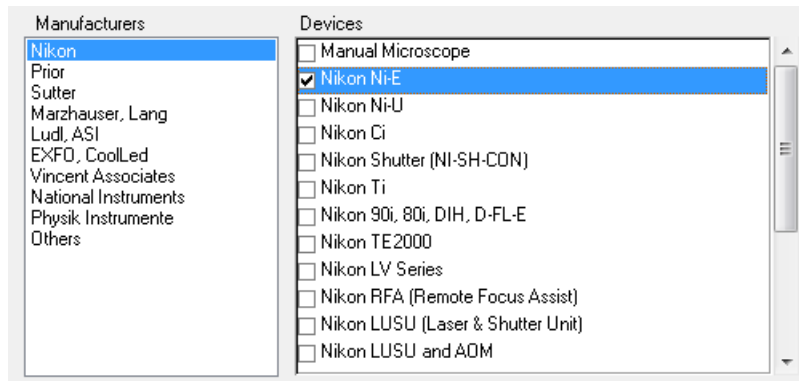 Manufacturers
Nikon
Prior
Sutter
Marzhauser, Lang
Ludl, ASI
EXFO, CoolLed
Vincent Associates
National Instruments
Physik Instrumente
Others
Devices
Manual Microscope
Nikon Ni-E
Nikon Ni-U
Nikon Ci
Nikon Shutter (NI-SH-CON)
Nikon Ti
Nikon 90i, 80i, DIH, D-FL-E
Nikon TE2000
Nikon LV Series
Nikon RFA (Remote Focus Assist)
Nikon LUSU (Laser & Shutter Unit)
Nikon LUSU and AOM